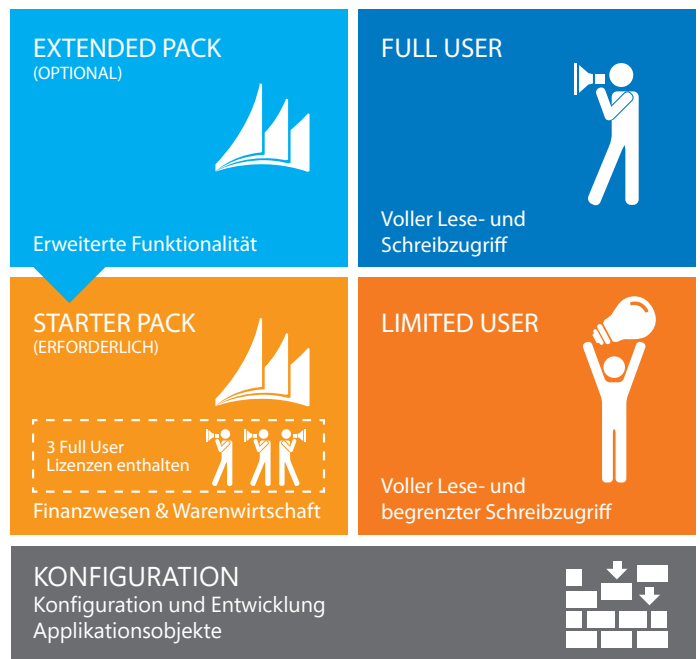 EXTENDED PACK
(OPTIONAL)
Erweiterte Funktionalität
FULL USER
Voller Lese- und
Schreibzugriff
STARTER PACK
(ERFORDERLICH)
3 Full User
Lizenzen enthalten
Finanzwesen & Warenwirtschaft
LIMITED USER
Voller Lese- und
begrenzter Schreibzugriff
KONFIGURATION
Konfiguration und Entwicklung
Applikationsobjekte